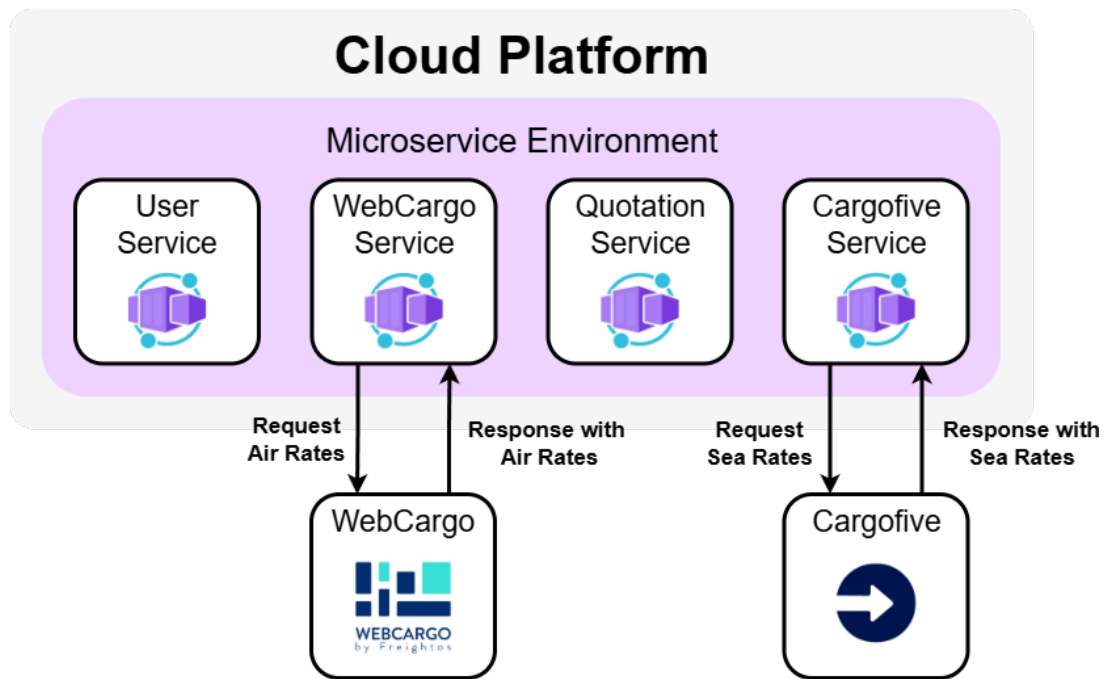 Cloud Platform
Microservice Environment
User
Service
WebCargo
Service
Quotation
Service
Cargofive
Service
Request
Air Rates
Response with
Air Rates
Request
Sea Rates
Response with
Sea Rates
WebCargo
WEBCARGO
by Freightos
Cargofive